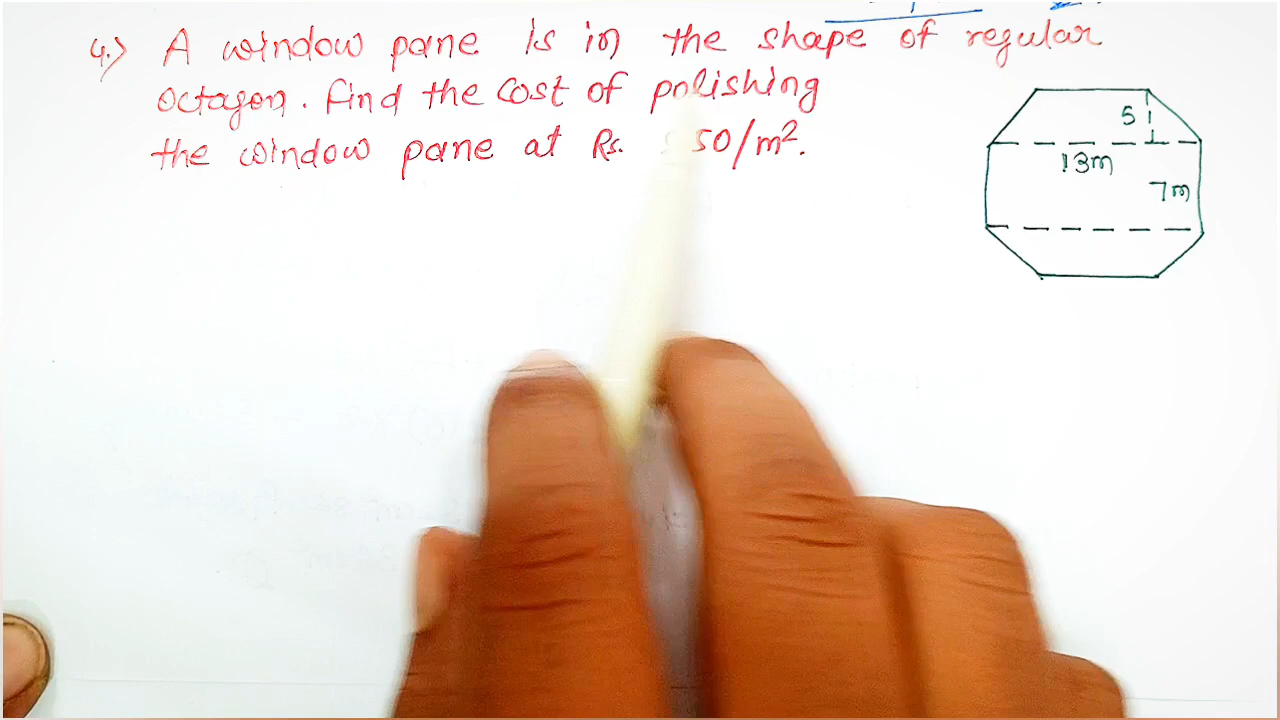 4.) A window pane is in the shape of regular
octagon. Find the cost of polishing
the window pane at Rs. 50/m².
5
13m
7m